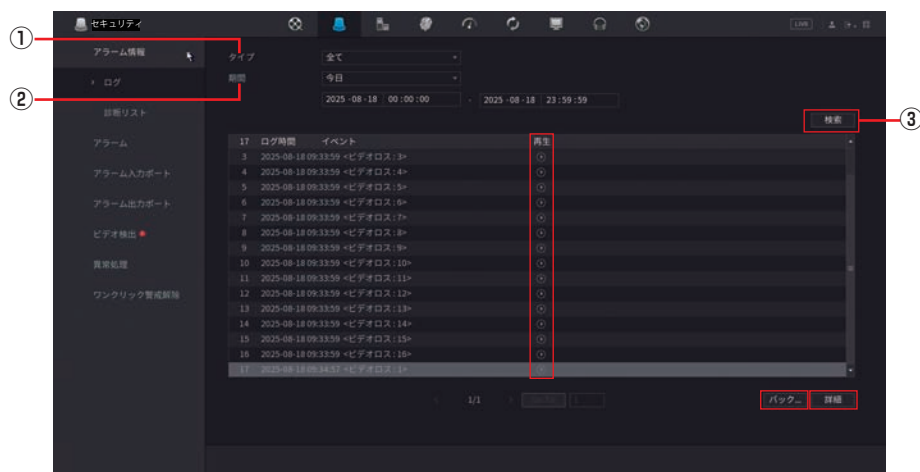 セキュリティ
LIVE
①
アラーム情報
タイプ
全て
②
ログ
期間
今日
2025 -08 -18 00 : 00 : 00 - 2025 -08 -18 23 : 59 : 59
診断リスト
検索
③
アラーム
17 ログ時間 イベント 再生
3 2025-08-18 09:33:59 <ビデオロス : 3>
4 2025-08-18 09:33:59 <ビデオロス : 4>
アラーム入力ポート
5 2025-08-18 09:33:59 <ビデオロス : 5>
6 2025-08-18 09:33:59 <ビデオロス : 6>
アラーム出力ポート
7 2025-08-18 09:33:59 <ビデオロス : 7>
8 2025-08-18 09:33:59 <ビデオロス : 8>
ビデオ検出
9 2025-08-18 09:33:59 <ビデオロス : 9>
10 2025-08-18 09:33:59 <ビデオロス : 10>
異常処理
11 2025-08-18 09:33:59 <ビデオロス : 11>
12 2025-08-18 09:33:59 <ビデオロス : 12>
ワンクリック警戒解除
13 2025-08-18 09:33:59 <ビデオロス : 13>
14 2025-08-18 09:33:59 <ビデオロス : 14>
15 2025-08-18 09:33:59 <ビデオロス : 15>
16 2025-08-18 09:33:59 <ビデオロス : 16>
17 2025-08-18 09:34:57 <ビデオロス : 1>
1/1
1
バック...
詳細